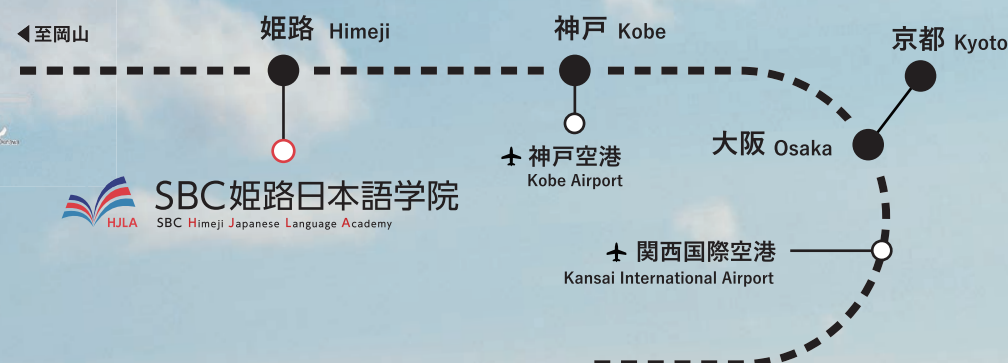 ◀至岡山
姫路 Himeji
神戸 Kobe
京都 Kyoto
大阪 Osaka
神戸空港
Kobe Airport
HJLA
SBC姫路日本語学院
SBC Himeji Japanese Language Academy
関西国際空港
Kansai International Airport